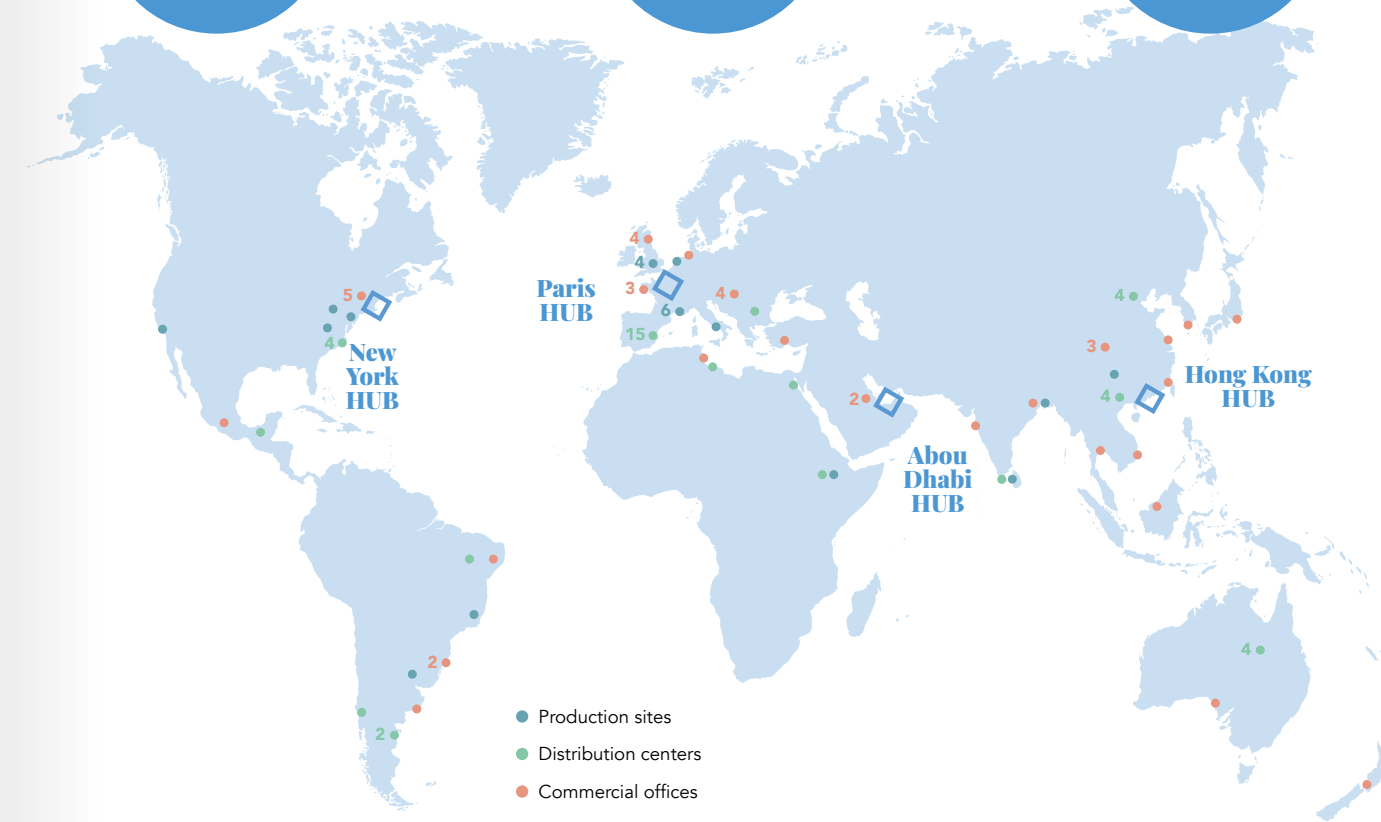 4
4
Paris
HUB
3
6
15
4
5
4
New
York
HUB
4
3
4
Hong Kong
HUB
2
Abou
Dhabi
HUB
2
2
4
Production sites
Distribution centers
Commercial offices